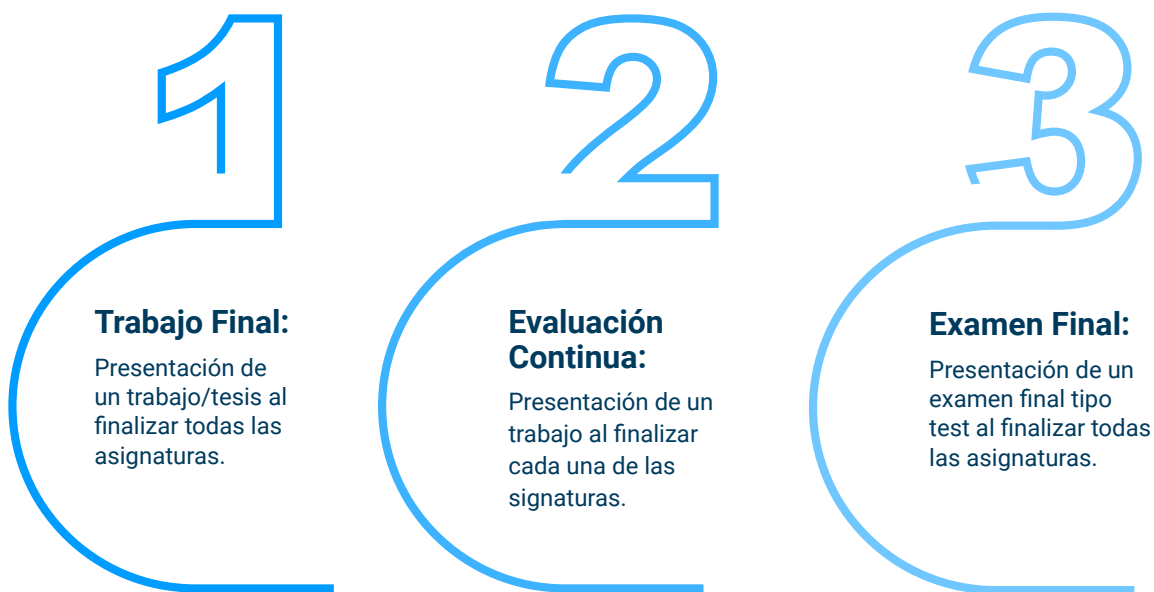 1
Trabajo Final:
Presentación de
un trabajo/tesis al
finalizar todas las
asignaturas.
2
Evaluación
Continua:
Presentación de un
trabajo al finalizar
cada una de las
signaturas.
3
Examen Final:
Presentación de un
examen final tipo
test al finalizar todas
las asignaturas.